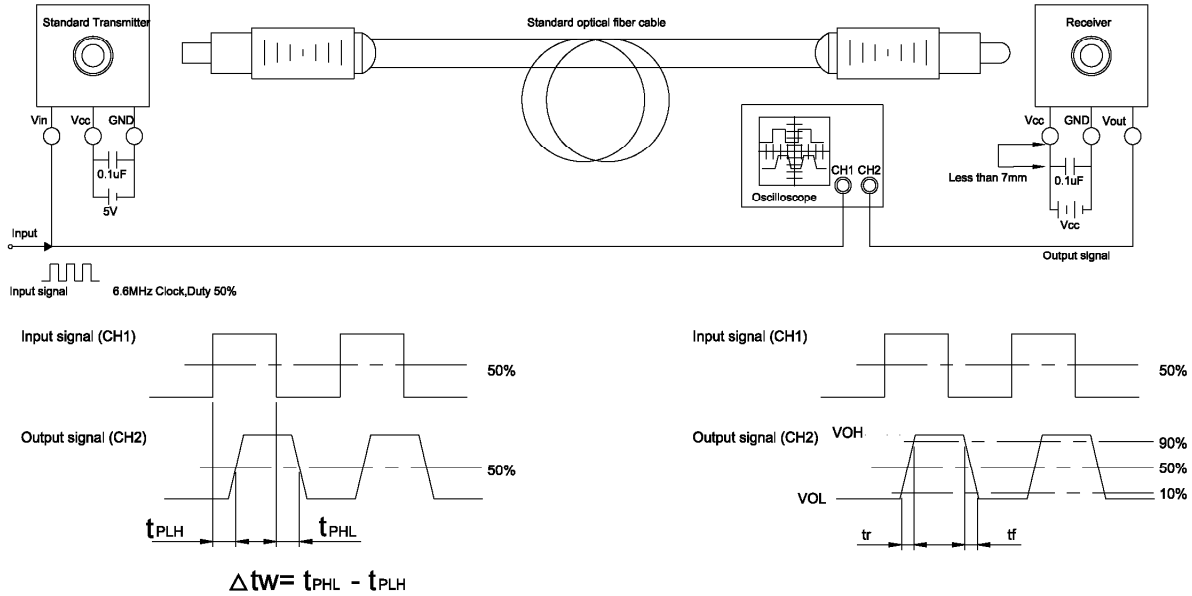 Standard Transmitter
Standard optical fiber cable
Receiver
Vin Vcc GND
Vcc GND Vout
0.1uF
5V
CH1 CH2
Oscilloscope
Less than 7mm
0.1uF
Vcc
Input
Output signal
Input signal 6.6MHz Clock,Duty 50%
Input signal (CH1)
50%
Output signal (CH2)
50%
tPLH tPHL
△tw= tPHL - tPLH
Input signal (CH1)
50%
Output signal (CH2) VOH
90%
50%
VOL
10%
tr tf